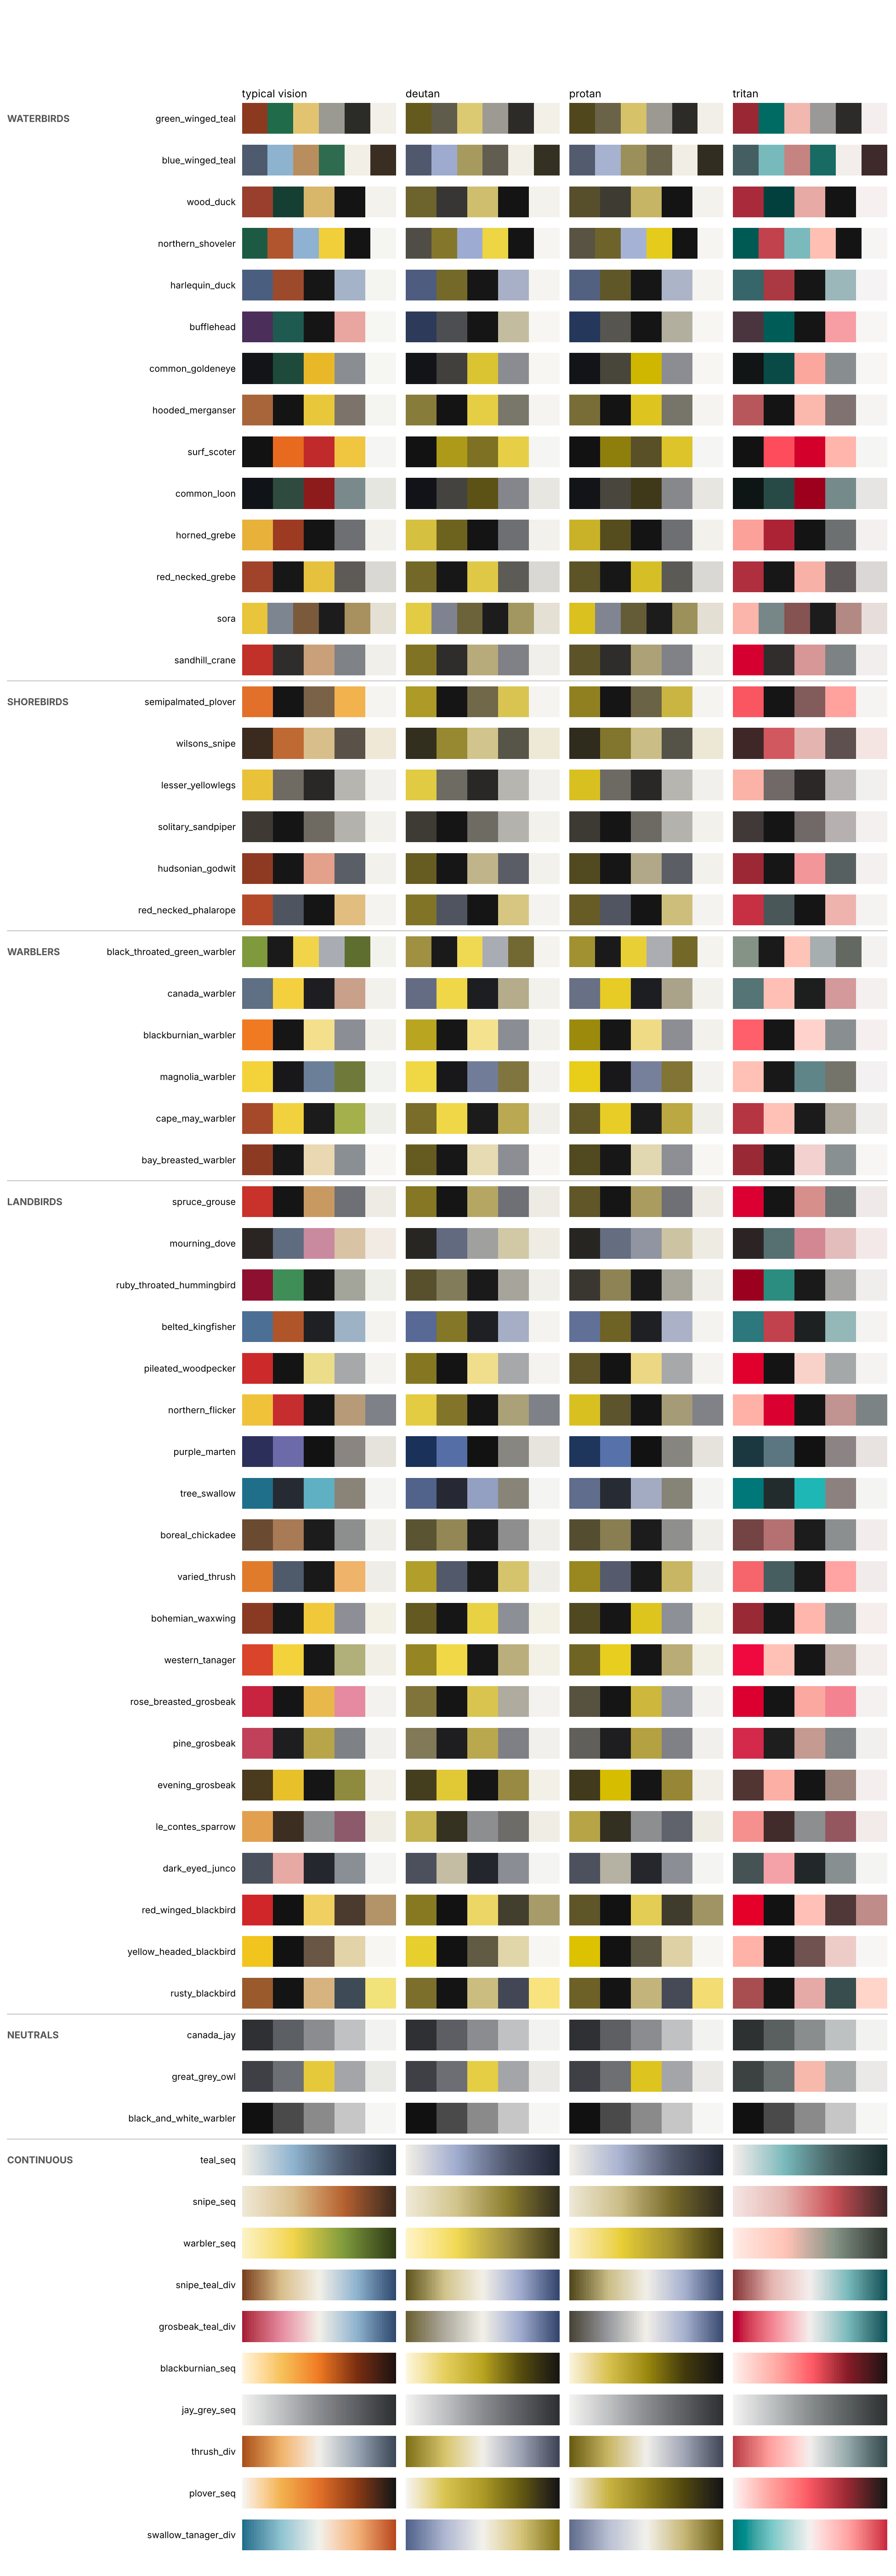 typical vision deutan protan tritan
WATERBIRDS green_winged_teal
blue_winged_teal
wood_duck
northern_shoveler
harlequin_duck
bufflehead
common_goldeneye
hooded_merganser
surf_scoter
common_loon
horned_grebe
red_necked_grebe
sora
sandhill_crane
SHOREBIRDS semipalmated_plover
wilsons_snipe
lesser_yellowlegs
solitary_sandpiper
hudsonian_godwit
red_necked_phalarope
WARBLERS black_throated_green_warbler
canada_warbler
blackburnian_warbler
magnolia_warbler
cape_may_warbler
bay_breasted_warbler
LANDBIRDS spruce_grouse
mourning_dove
ruby_throated_hummingbird
belted_kingfisher
pileated_woodpecker
northern_flicker
purple_marten
tree_swallow
boreal_chickadee
varied_thrush
bohemian_waxwing
western_tanager
rose_breasted_grosbeak
pine_grosbeak
evening_grosbeak
le_contes_sparrow
dark_eyed_junco
red_winged_blackbird
yellow_headed_blackbird
rusty_blackbird
NEUTRALS canada_jay
great_grey_owl
black_and_white_warbler
CONTINUOUS teal_seq
snipe_seq
warbler_seq
snipe_teal_div
grosbeak_teal_div
blackburnian_seq
jay_grey_seq
thrush_div
plover_seq
swallow_tanager_div